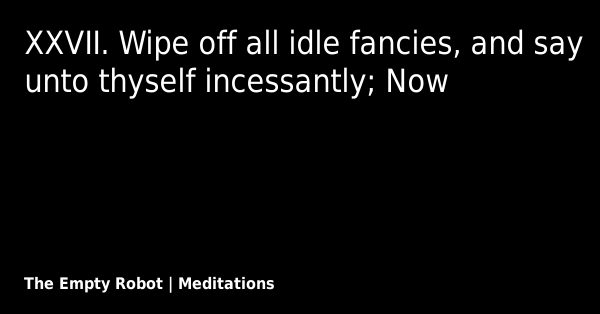 XXVII. Wipe off all idle fancies, and say
unto thyself incessantly; Now
The Empty Robot | Meditations